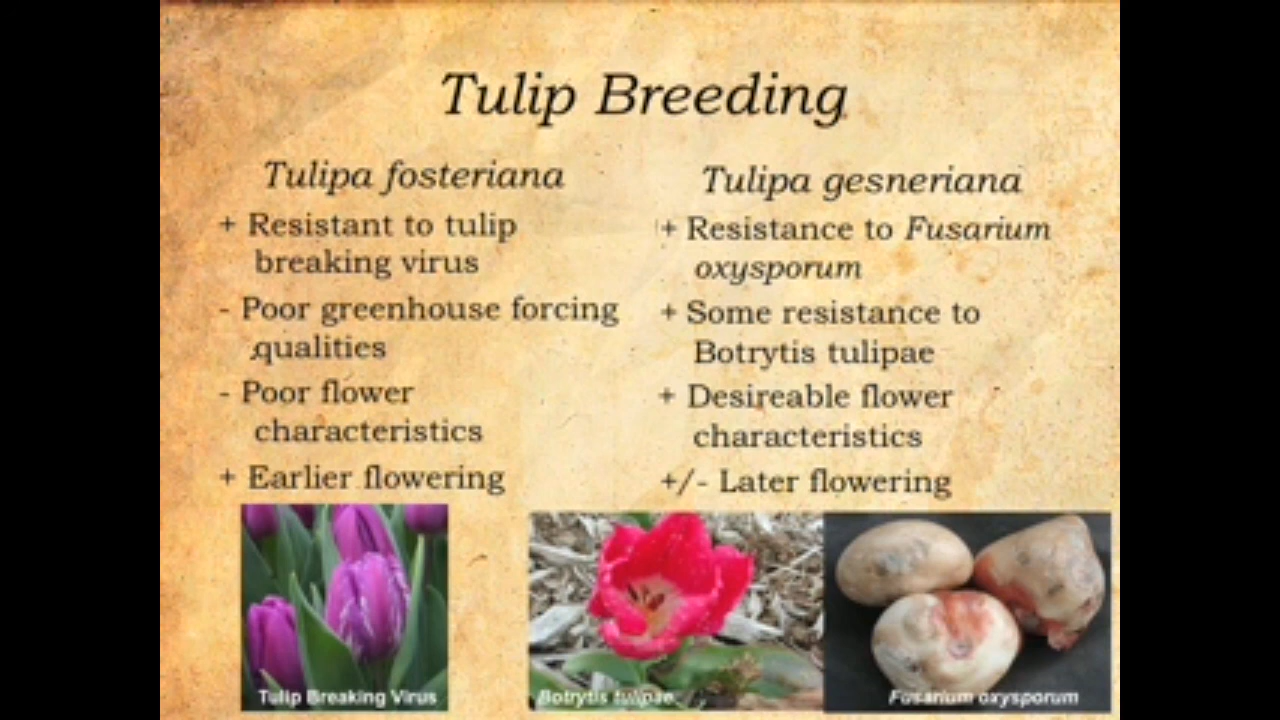 Tulip Breeding
Tulipa fosteriana
+ Resistant to tulip
breaking virus
- Poor greenhouse forcing
qualities
- Poor flower
characteristics
+ Earlier flowering
Tulipa gesneriana
+ Resistance to Fusarium
oxysporum
+ Some resistance to
Botrytis tulipae
+ Desireable flower
characteristics
+/- Later flowering
Tulip Breaking Virus
Botrytis tulipae
Fusarium oxysporum